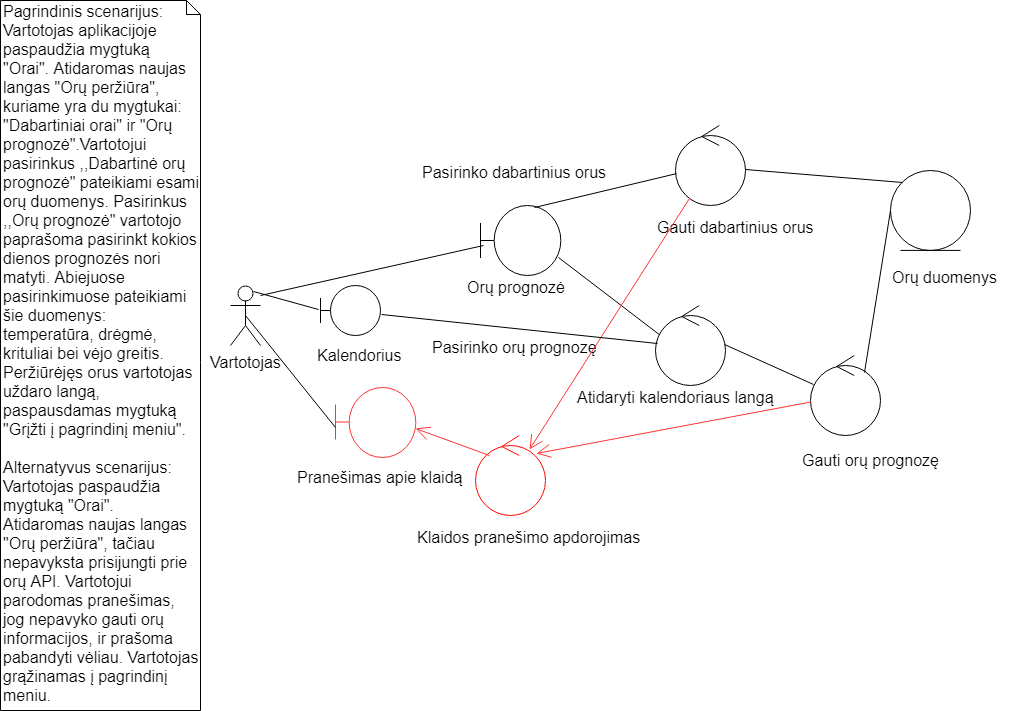 Pagrindinis scenarijus:
Vartotojas aplikacijoje
paspaudžia mygtuką
"Orai". Atidaromas naujas
langas "Orų peržiūra",
kuriame yra du mygtukai:
"Dabartiniai orai" ir "Orų
prognozė".Vartotojui
pasirinkus ,,Dabartinė orų
prognozė" pateikiami esami
orų duomenys. Pasirinkus
,,Orų prognozė" vartotojo
paprašoma pasirinkt kokios
dienos prognozės nori
matyti. Abiejuose
pasirinkimuose pateikiami
šie duomenys:
temperatūra, drėgmė,
krituliai bei vėjo greitis.
Peržiūrėjęs orus vartotojas
uždaro langą,
paspausdamas mygtuką
"Grįžti į pagrindinį meniu".
Alternatyvus scenarijus:
Vartotojas paspaudžia
mygtuką "Orai".
Atidaromas naujas langas
"Orų peržiūra", tačiau
nepavyksta prisijungti prie
orų API. Vartotojui
parodomas pranešimas,
jog nepavyko gauti orų
informacijos, ir prašoma
pabandyti vėliau. Vartotojas
grąžinamas į pagrindinį
meniu.
Pasirinko dabartinius orus
Gauti dabartinius orus
Orų duomenys
Orų prognozė
Vartotojas
Kalendorius
Pasirinko orų prognozę
Atidaryti kalendoriaus langą
Gauti orų prognozę
Pranešimas apie klaidą
Klaidos pranešimo apdorojimas